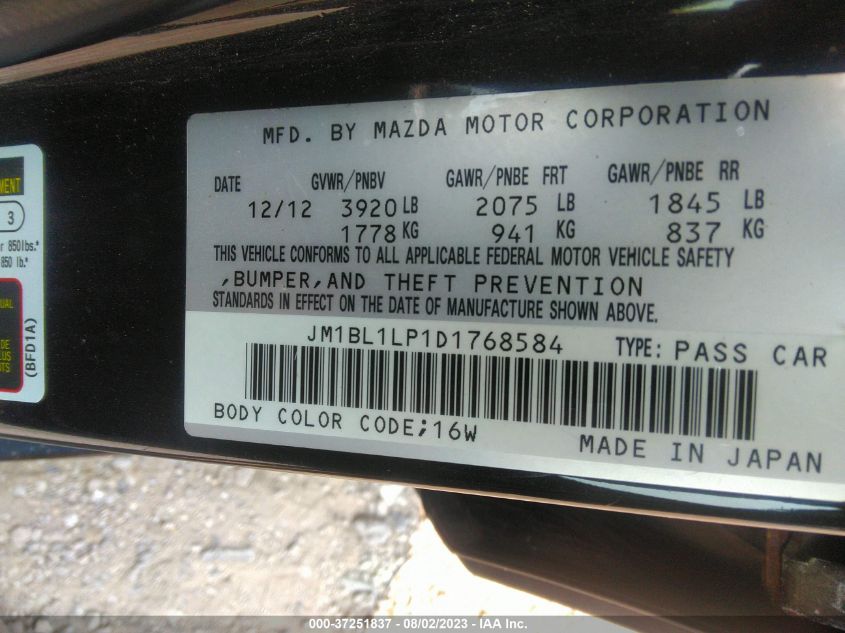 MFD. BY MAZDA MOTOR CORPORATION
DATE GVWR/PNBV GAWR/PNBE FRT GAWR/PNBE RR
12/12 3920 LB 2075 LB 1845 LB
1778 KG 941 KG 837 KG
THIS VEHICLE CONFORMS TO ALL APPLICABLE FEDERAL MOTOR VEHICLE SAFETY
,BUMPER,AND THEFT PREVENTION
STANDARDS IN EFFECT ON THE DATE OF MANUFACTURE SHOWN ABOVE.
JM1BL1LP1D1768584 TYPE: PASS CAR
BODY COLOR CODE;16W
MADE IN JAPAN
3
850lbs.*
850 lb.*
(BFD1A)
000-37251837 - 08/02/2023 - IAA Inc.